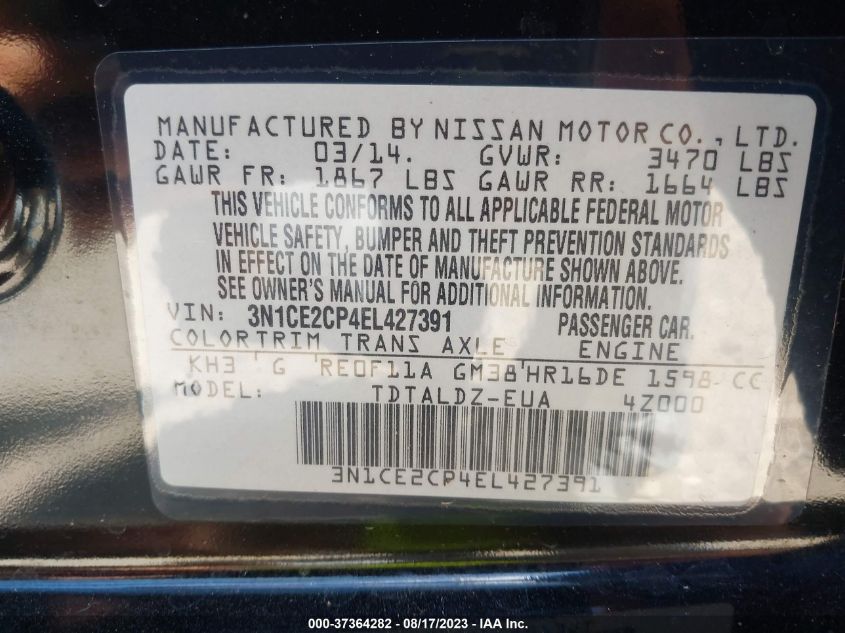 MANUFACTURED BY NISSAN MOTOR CO., LTD.
DATE: 03/14. GVWR: 3470 LBS
GAWR FR: 1867 LBS GAWR RR: 1664 LBS
THIS VEHICLE CONFORMS TO ALL APPLICABLE FEDERAL MOTOR
VEHICLE SAFETY, BUMPER AND THEFT PREVENTION STANDARDS
IN EFFECT ON THE DATE OF MANUFACTURE SHOWN ABOVE.
SEE OWNER'S MANUAL FOR ADDITIONAL INFORMATION.
VIN: 3N1CE2CP4EL427391 PASSENGER CAR.
COLORTRIM TRANS AXLE ENGINE
KH3 ' G 'RE0F11A GM38'HR16DE 1598 CC
MODEL: TDTALDZ-EUA 4Z000
3N1CE2CP4EL427391
000-37364282 - 08/17/2023 - IAA Inc.